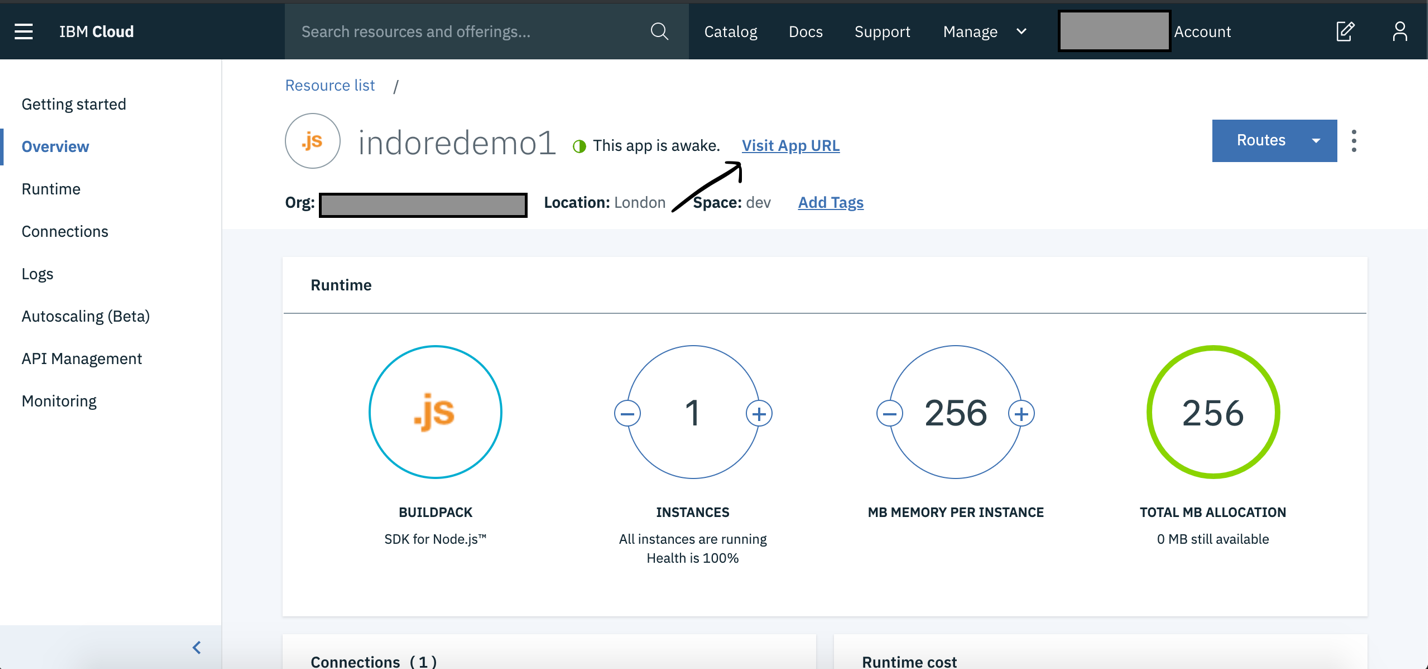 IBM Cloud
Search resources and offerings...
Catalog
Docs
Support
Manage
Account
Getting started
Overview
Runtime
Connections
Logs
Autoscaling (Beta)
API Management
Monitoring
Resource list /
.js
indoredemo1
This app is awake.
Visit App URL
Routes
Org:
Location: London
Space: dev
Add Tags
Runtime
.js
BUILDPACK
SDK for Node.js™
1
INSTANCES
All instances are running
Health is 100%
256
MB MEMORY PER INSTANCE
256
TOTAL MB ALLOCATION
0 MB still available
Connections (1)
Runtime cost